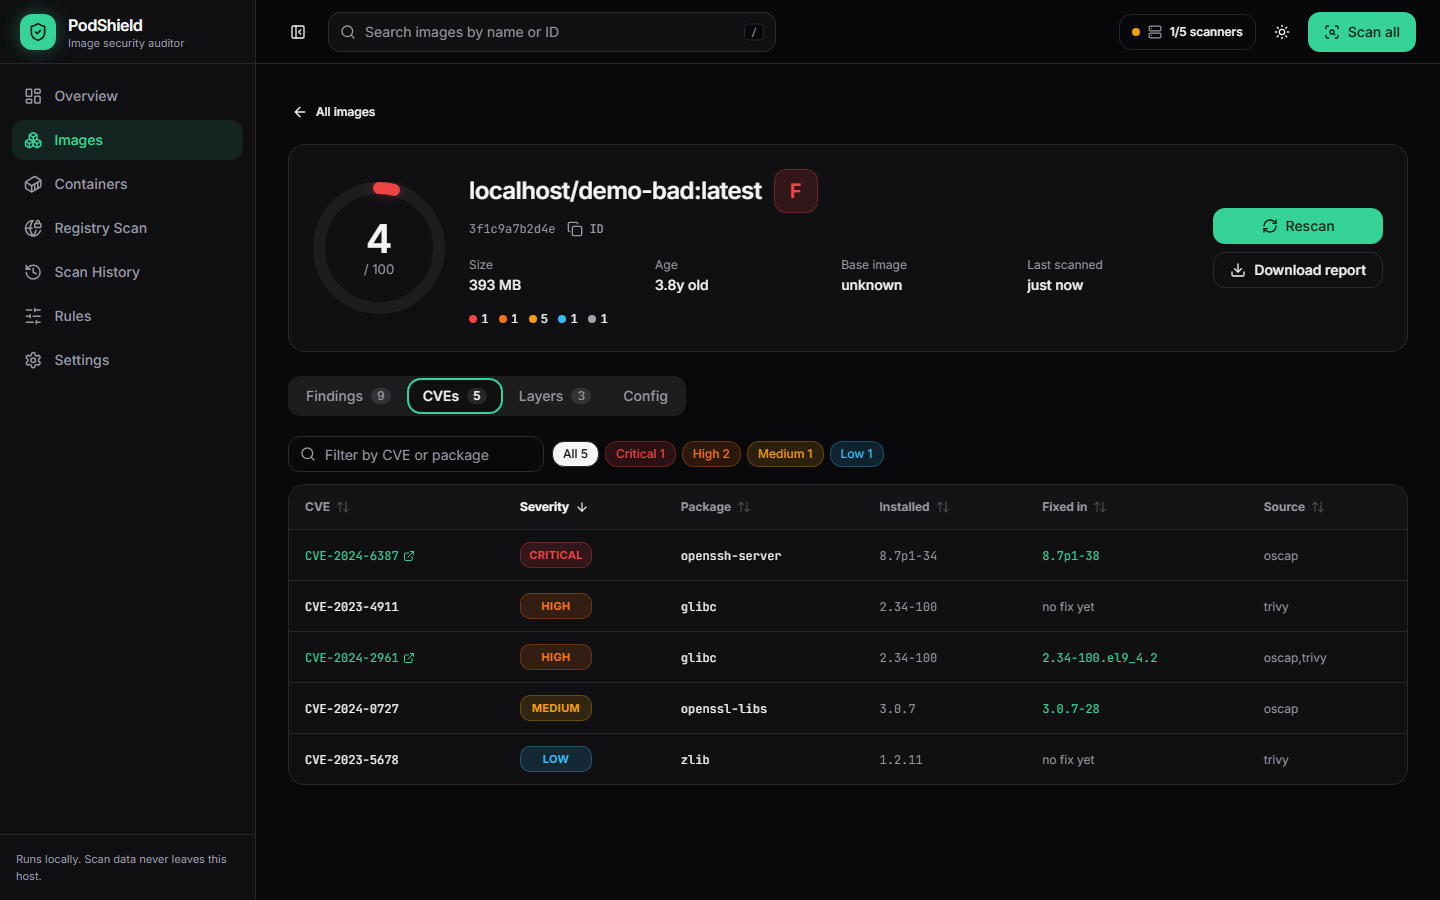 PodShield
Image security auditor
Search images by name or ID
/
1/5 scanners
Scan all
Overview
Images
Containers
Registry Scan
Scan History
Rules
Settings
Runs locally. Scan data never leaves this
host.
All images
4
/ 100
localhost/demo-bad:latest
F
3f1c9a7b2d4e
ID
Size
393 MB
Age
3.8y old
Base image
unknown
Last scanned
just now
1
1
5
1
1
Rescan
Download report
Findings 9
CVEs 5
Layers 3
Config
Filter by CVE or package
All 5
Critical 1
High 2
Medium 1
Low 1
CVE Severity Package Installed Fixed in Source
CVE-2024-6387 CRITICAL openssh-server 8.7p1-34 8.7p1-38 oscap
CVE-2023-4911 HIGH glibc 2.34-100 no fix yet trivy
CVE-2024-2961 HIGH glibc 2.34-100 2.34-100.el9_4.2 oscap,trivy
CVE-2024-0727 MEDIUM openssl-libs 3.0.7 3.0.7-28 oscap
CVE-2023-5678 LOW zlib 1.2.11 no fix yet trivy